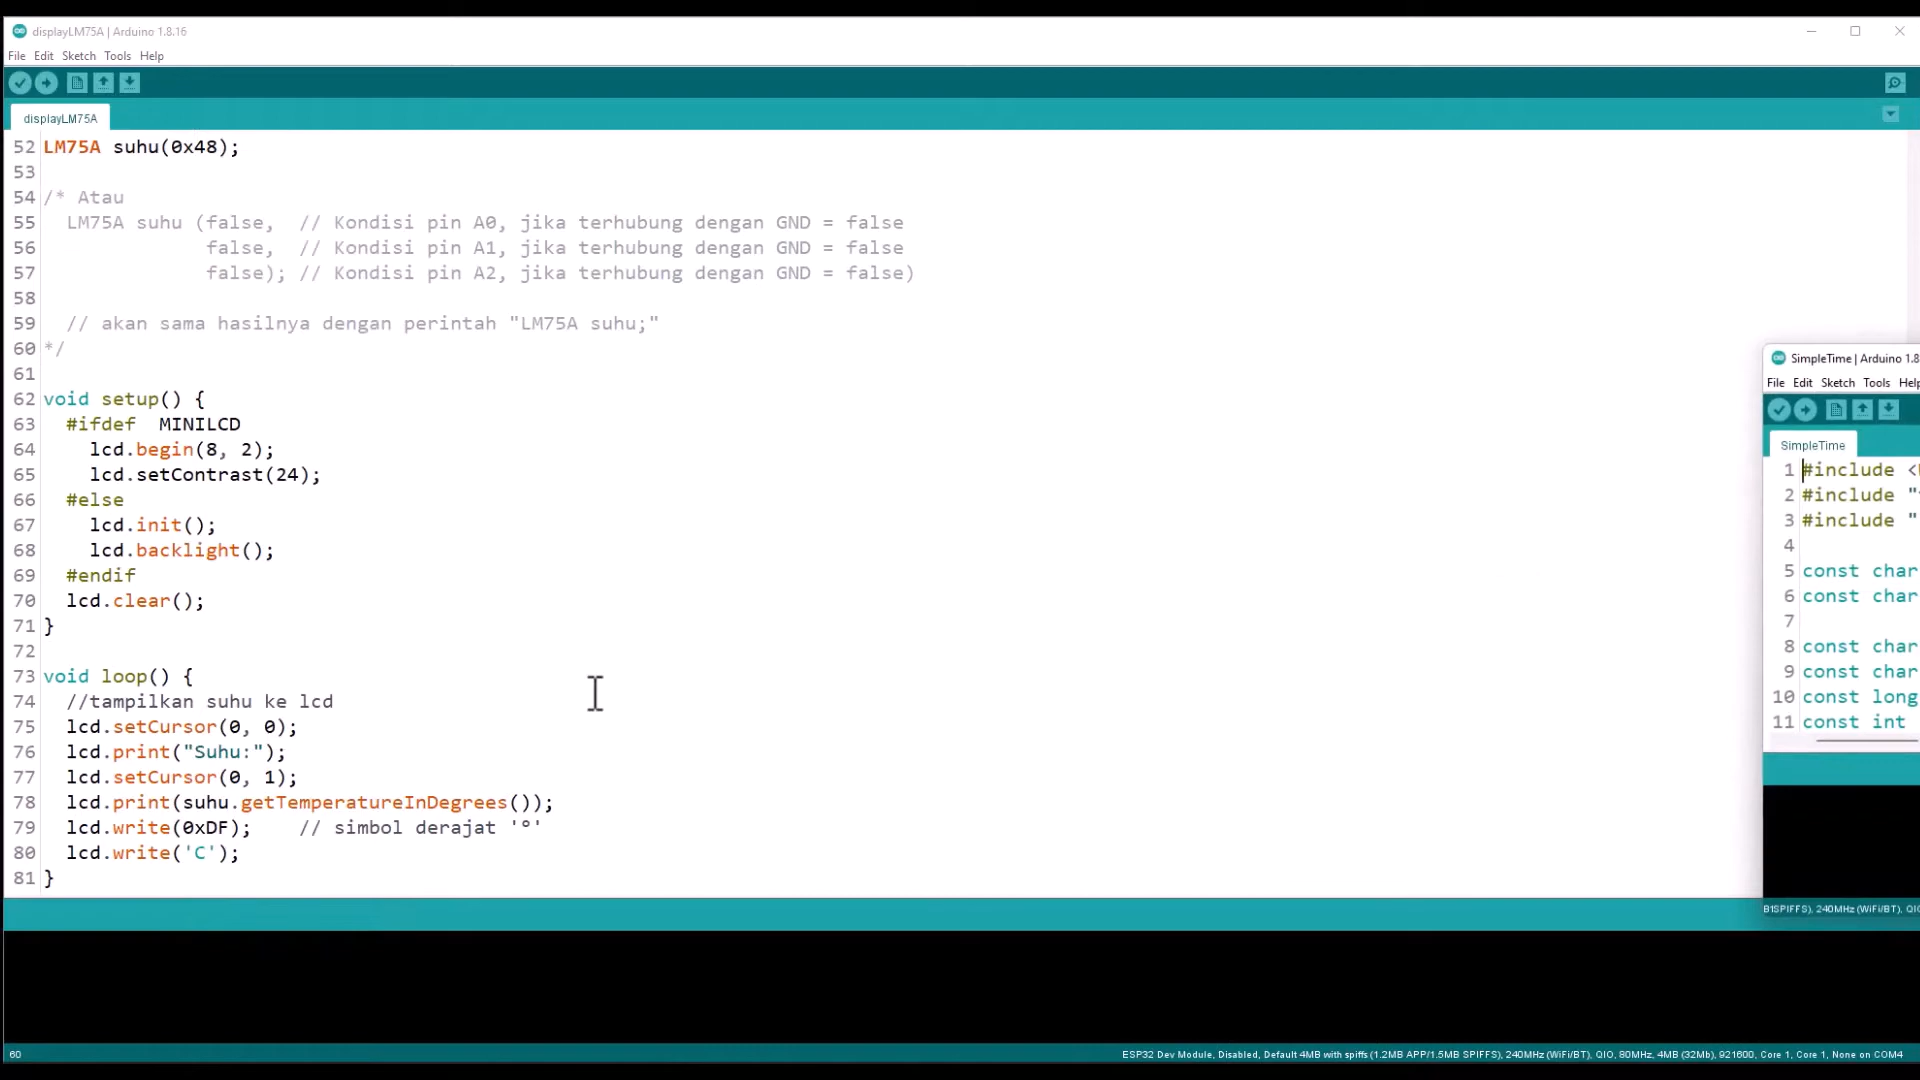 displayLM75A | Arduino 1.8.16
File Edit Sketch Tools Help
displayLM75A
52 LM75A suhu(0x48);
53
54 /* Atau
55 LM75A suhu (false, // Kondisi pin A0, jika terhubung dengan GND = false
56 false, // Kondisi pin A1, jika terhubung dengan GND = false
57 false); // Kondisi pin A2, jika terhubung dengan GND = false)
58
59 // akan sama hasilnya dengan perintah "LM75A suhu;"
60 */
61
62 void setup() {
63 #ifdef MINILCD
64 lcd.begin(8, 2);
65 lcd.setContrast(24);
66 #else
67 lcd.init();
68 lcd.backlight();
69 #endif
70 lcd.clear();
71 }
72
73 void loop() {
74 //tampilkan suhu ke lcd
75 lcd.setCursor(0, 0);
76 lcd.print("Suhu:");
77 lcd.setCursor(0, 1);
78 lcd.print(suhu.getTemperatureInDegrees());
79 lcd.write(0xDF); // simbol derajat '°'
80 lcd.write('C');
81 }
60
ESP32 Dev Module, Disabled, Default 4MB with spiffs (1.2MB APP/1.5MB SPIFFS), 240MHz (WiFi/BT), QIO, 80MHz, 4MB (32Mb), 921600, Core 1, Core 1, None on COM4
SimpleTime | Arduino 1.8
File Edit Sketch Tools Help
SimpleTime
1 #include <
2 #include "
3 #include "
4
5 const char
6 const char
7
8 const char
9 const char
10 const long
11 const int
SPIFFS), 240MHz (WiFi/BT),